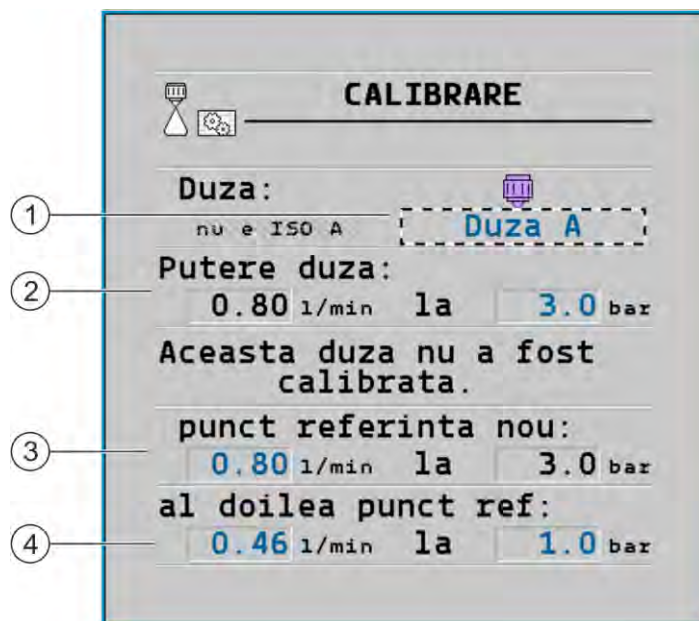 CALIBRARE
Duza:
1
nu e ISO A Duza A
2
Putere duza:
0.80 l/min la 3.0 bar
Aceasta duza nu a fost
calibrata.
3
punct referinta nou:
0.80 l/min la 3.0 bar
al doilea punct ref:
4
0.46 l/min la 1.0 bar